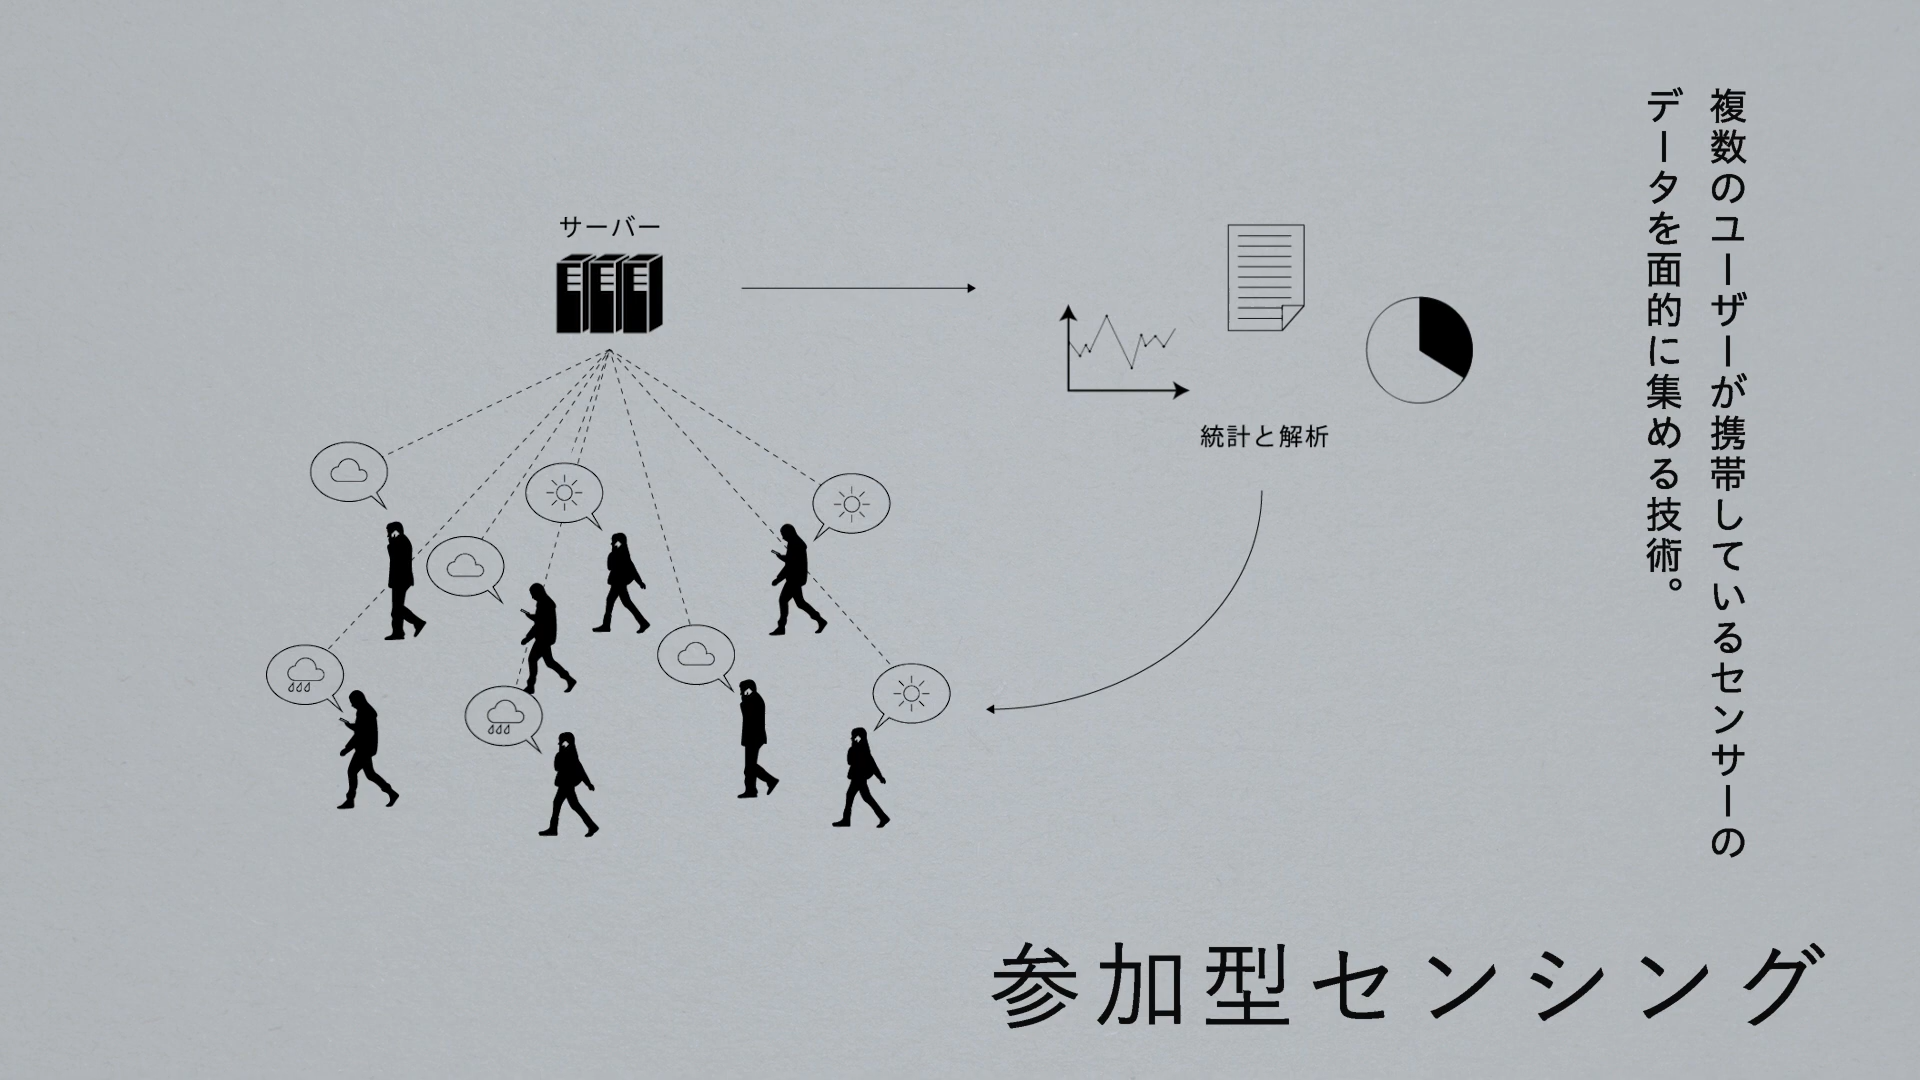 複数のユーザーが携帯しているセンサーの
データを面的に集める技術。
サーバー
統計と解析
参加型センシング